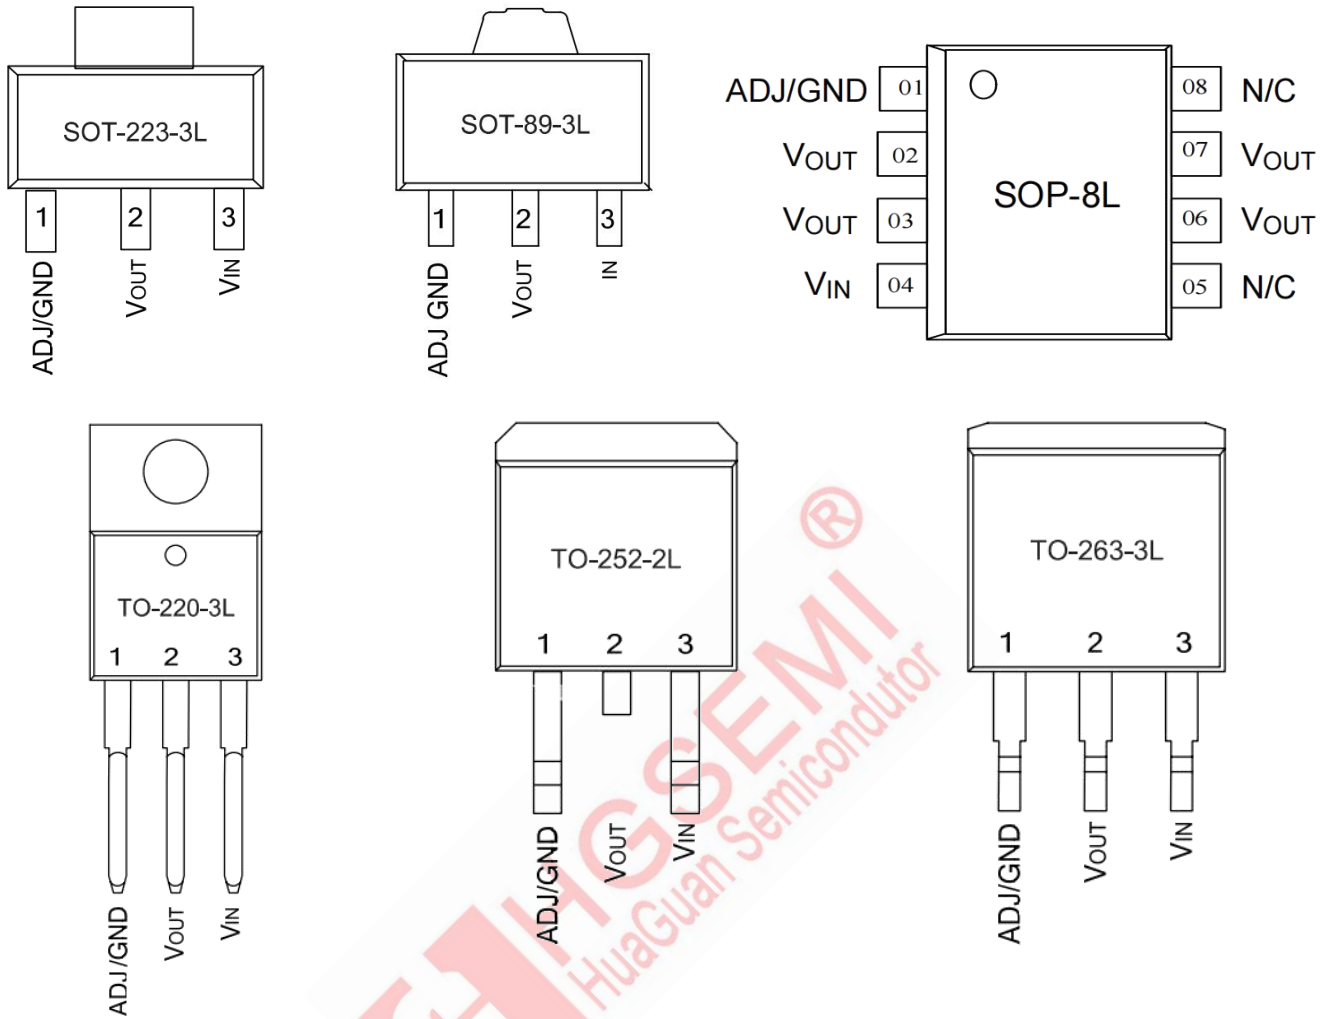 SOT-223-3L
1 2 3
ADJ/GND VOUT VIN
SOT-89-3L
1 2 3
ADJ GND VOUT IN
ADJ/GND 01 08 N/C
VOUT 02 07 VOUT
VOUT 03 06 VOUT
VIN 04 05 N/C
SOP-8L
TO-220-3L
1 2 3
ADJ/GND VOUT VIN
TO-252-2L
1 2 3
ADJ/GND VOUT VIN
TO-263-3L
1 2 3
ADJ/GND VOUT VIN
HGSEMI ®
HuaGuan Semicondutor